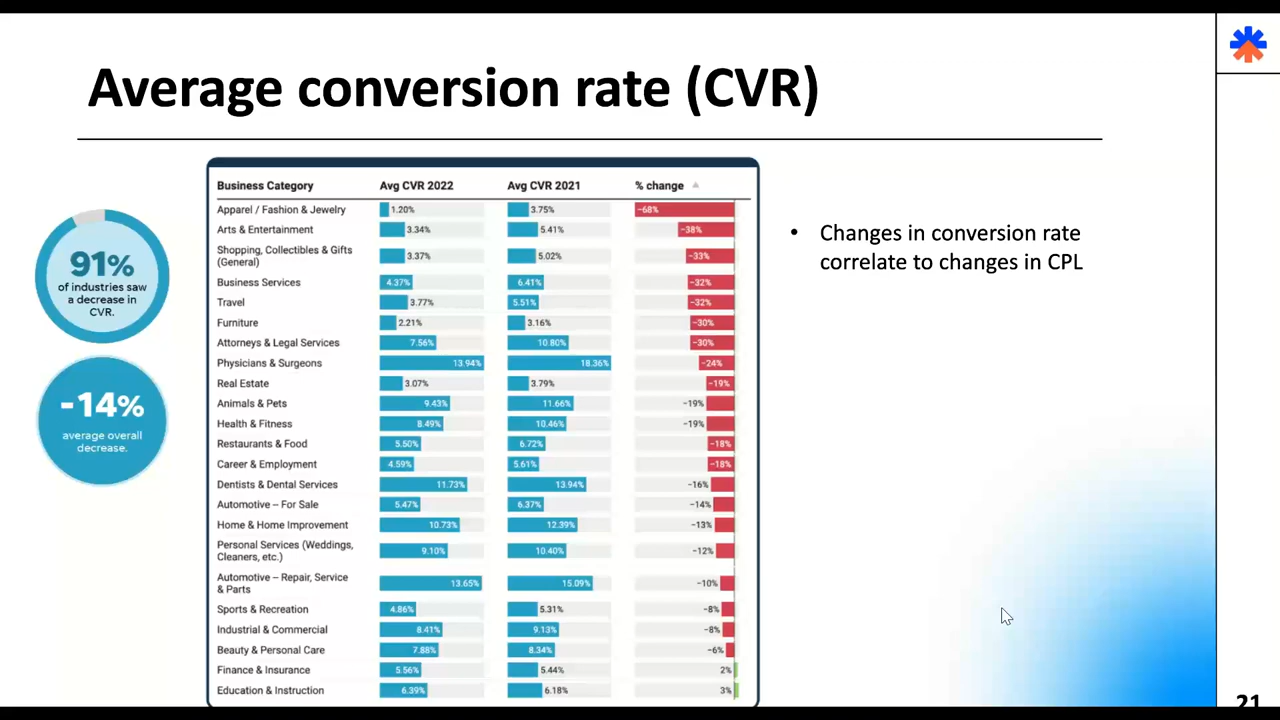 Average conversion rate (CVR)
91%
of industries saw
a decrease in
CVR.
-14%
average overall
decrease.
Business Category Avg CVR 2022 Avg CVR 2021 % change
Apparel / Fashion & Jewelry 1.20% 3.75% -68%
Arts & Entertainment 3.34% 5.41% -38%
Shopping, Collectibles & Gifts
(General) 3.37% 5.02% -33%
Business Services 4.37% 6.41% -32%
Travel 3.77% 5.51% -32%
Furniture 2.21% 3.16% -30%
Attorneys & Legal Services 7.56% 10.80% -30%
Physicians & Surgeons 13.94% 18.36% -24%
Real Estate 3.07% 3.79% -19%
Animals & Pets 9.43% 11.66% -19%
Health & Fitness 8.49% 10.46% -19%
Restaurants & Food 5.50% 6.72% -18%
Career & Employment 4.59% 5.61% -18%
Dentists & Dental Services 11.73% 13.94% -16%
Automotive – For Sale 5.47% 6.37% -14%
Home & Home Improvement 10.73% 12.39% -13%
Personal Services (Weddings,
Cleaners, etc.) 9.10% 10.40% -12%
Automotive – Repair, Service
& Parts 13.65% 15.09% -10%
Sports & Recreation 4.86% 5.31% -8%
Industrial & Commercial 8.41% 9.13% -8%
Beauty & Personal Care 7.88% 8.34% -6%
Finance & Insurance 5.56% 5.44% 2%
Education & Instruction 6.39% 6.18% 3%
• Changes in conversion rate
correlate to changes in CPL
21